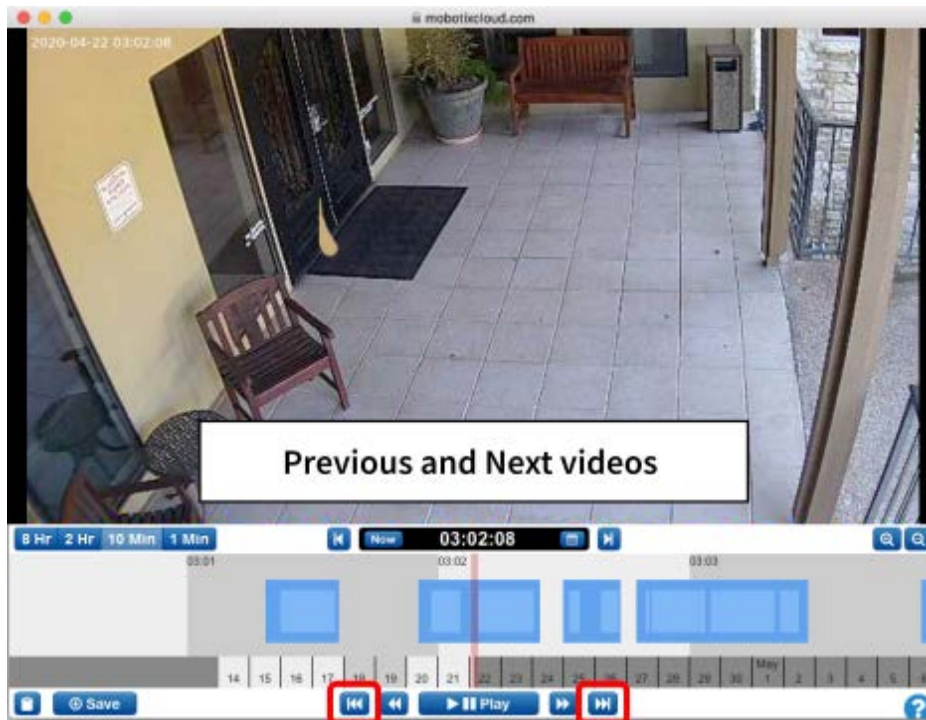 mobotixcloud.com
2020-04-22 03:02:08
Previous and Next videos
8 Hr 2 Hr 10 Min 1 Min
Now 03:02:08
03:01 03:02 03:03
May
14 15 16 17 18 19 20 21 22 23 24 25 26 27 28 29 30 1 2 3 4 5
Save
Play
?